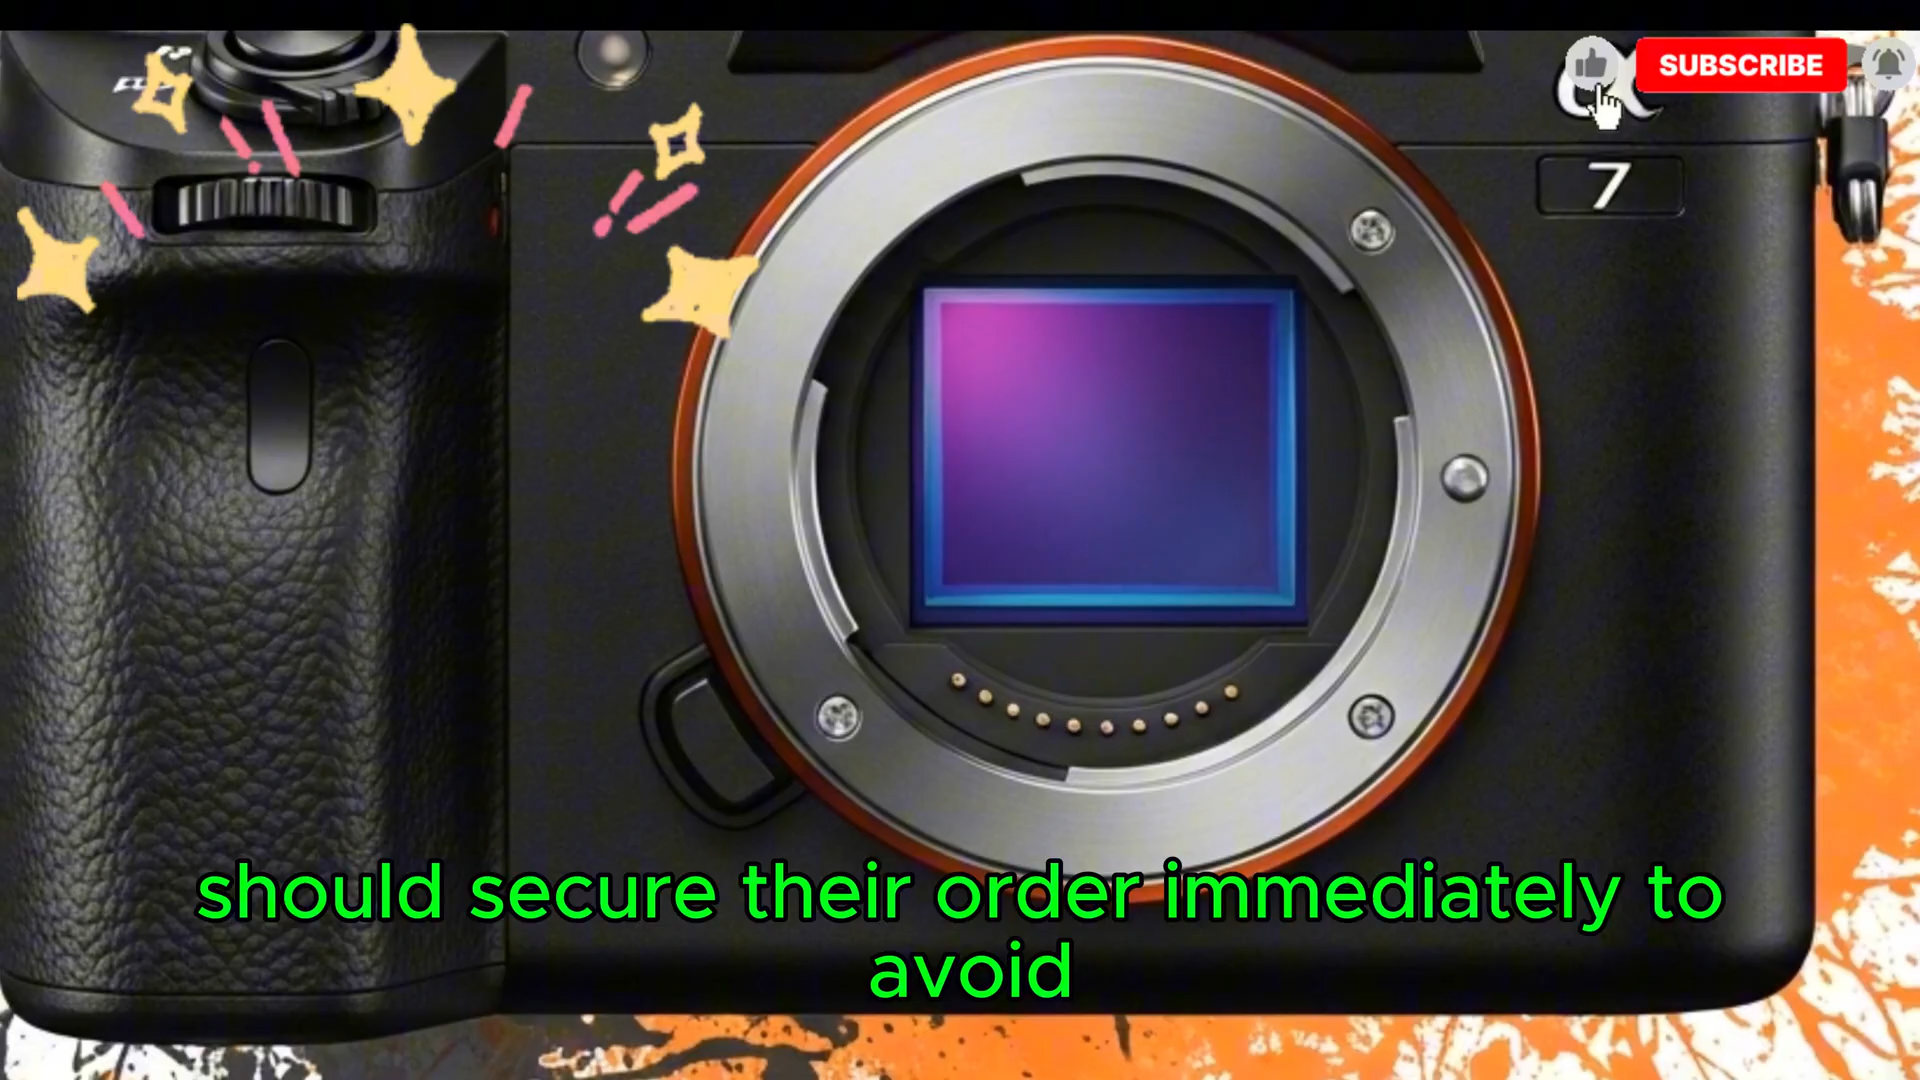 SUBSCRIBE
α
7
should secure their order immediately to
avoid